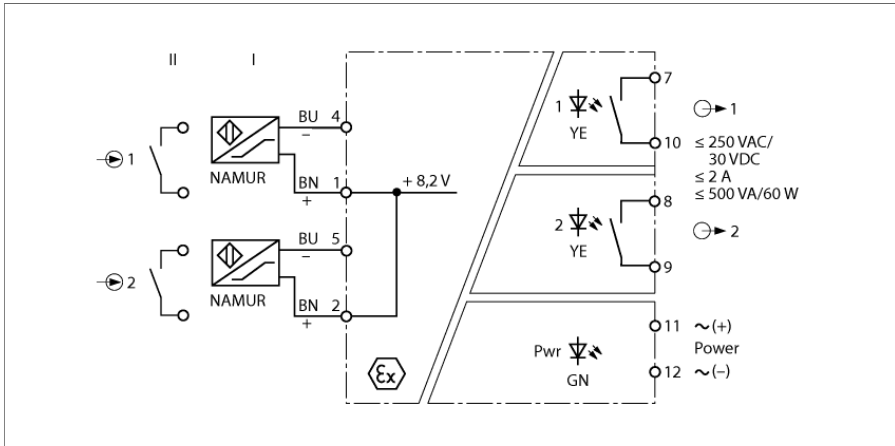 II I
BU 4
–
1
NAMUR
BN 1
+
+ 8,2 V
BU 5
–
2
NAMUR
BN 2
+
Ex
7
1
YE
1
10
≤ 250 VAC/
30 VDC
≤ 2 A
≤ 500 VA/60 W
8
2
YE
2
9
11 ~ (+)
Pwr
GN
Power
12 ~ (–)